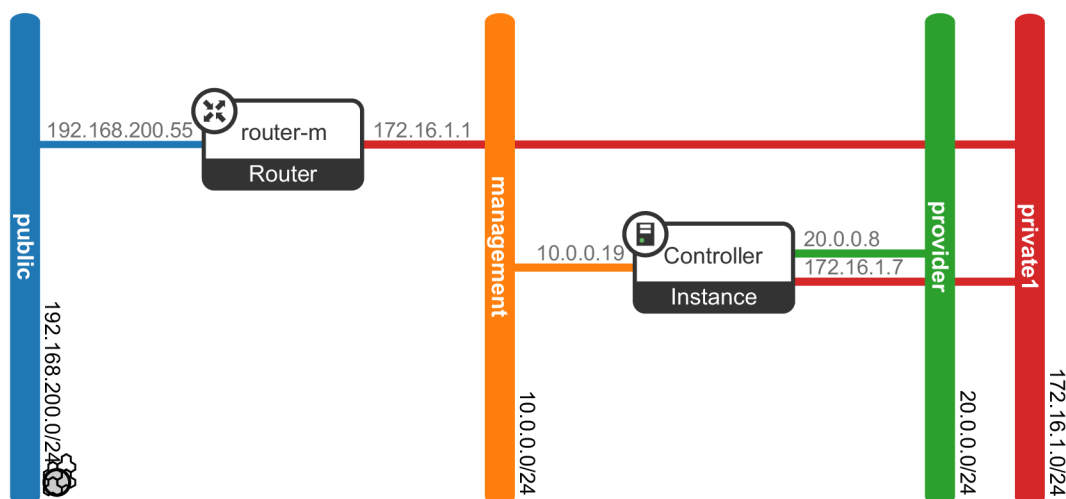 public
192.168.200.0/24
192.168.200.55
router-m
Router
172.16.1.1
management
10.0.0.0/24
10.0.0.19
Controller
Instance
20.0.0.8
172.16.1.7
provider
20.0.0.0/24
private1
172.16.1.0/24